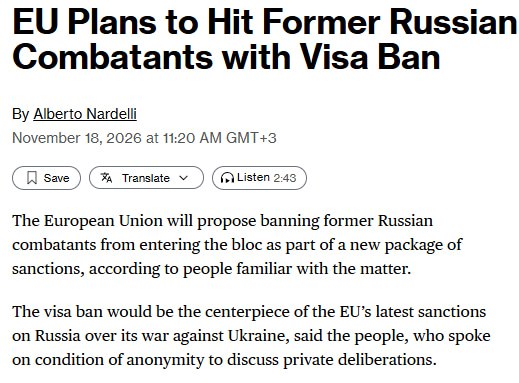 EU Plans to Hit Former Russian
Combatants with Visa Ban
By Alberto Nardelli
November 18, 2026 at 11:20 AM GMT+3
Save
Translate
Listen 2:43
The European Union will propose banning former Russian
combatants from entering the bloc as part of a new package of
sanctions, according to people familiar with the matter.
The visa ban would be the centerpiece of the EU’s latest sanctions
on Russia over its war against Ukraine, said the people, who spoke
on condition of anonymity to discuss private deliberations.